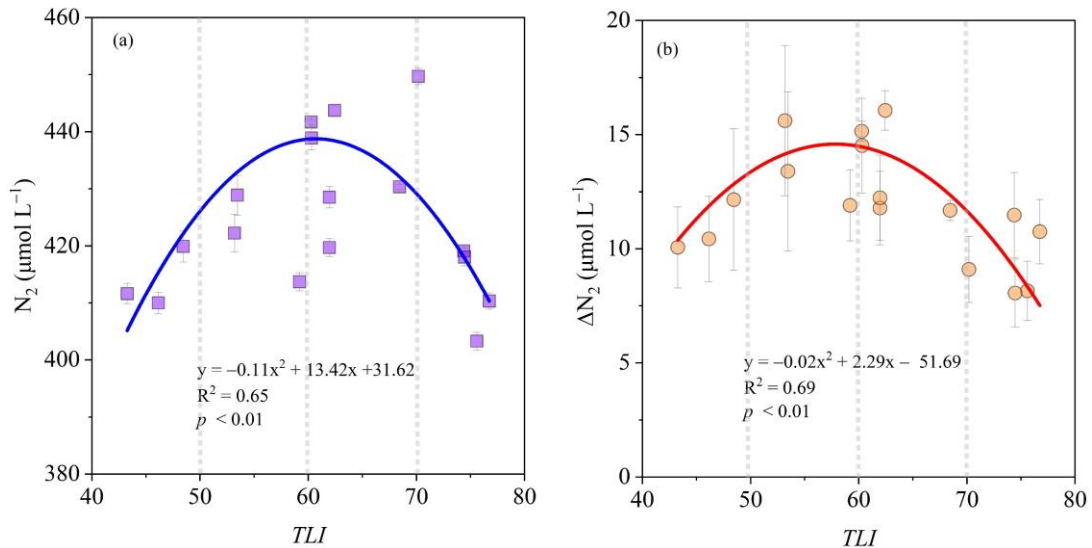 (a)
460
440
420
400
380
N₂ (μmol L⁻¹)
y = –0.11x² + 13.42x +31.62
R² = 0.65
p < 0.01
40 50 60 70 80
TLI
(b)
20
15
10
5
0
ΔN₂ (μmol L⁻¹)
y = –0.02x² + 2.29x – 51.69
R² = 0.69
p < 0.01
40 50 60 70 80
TLI